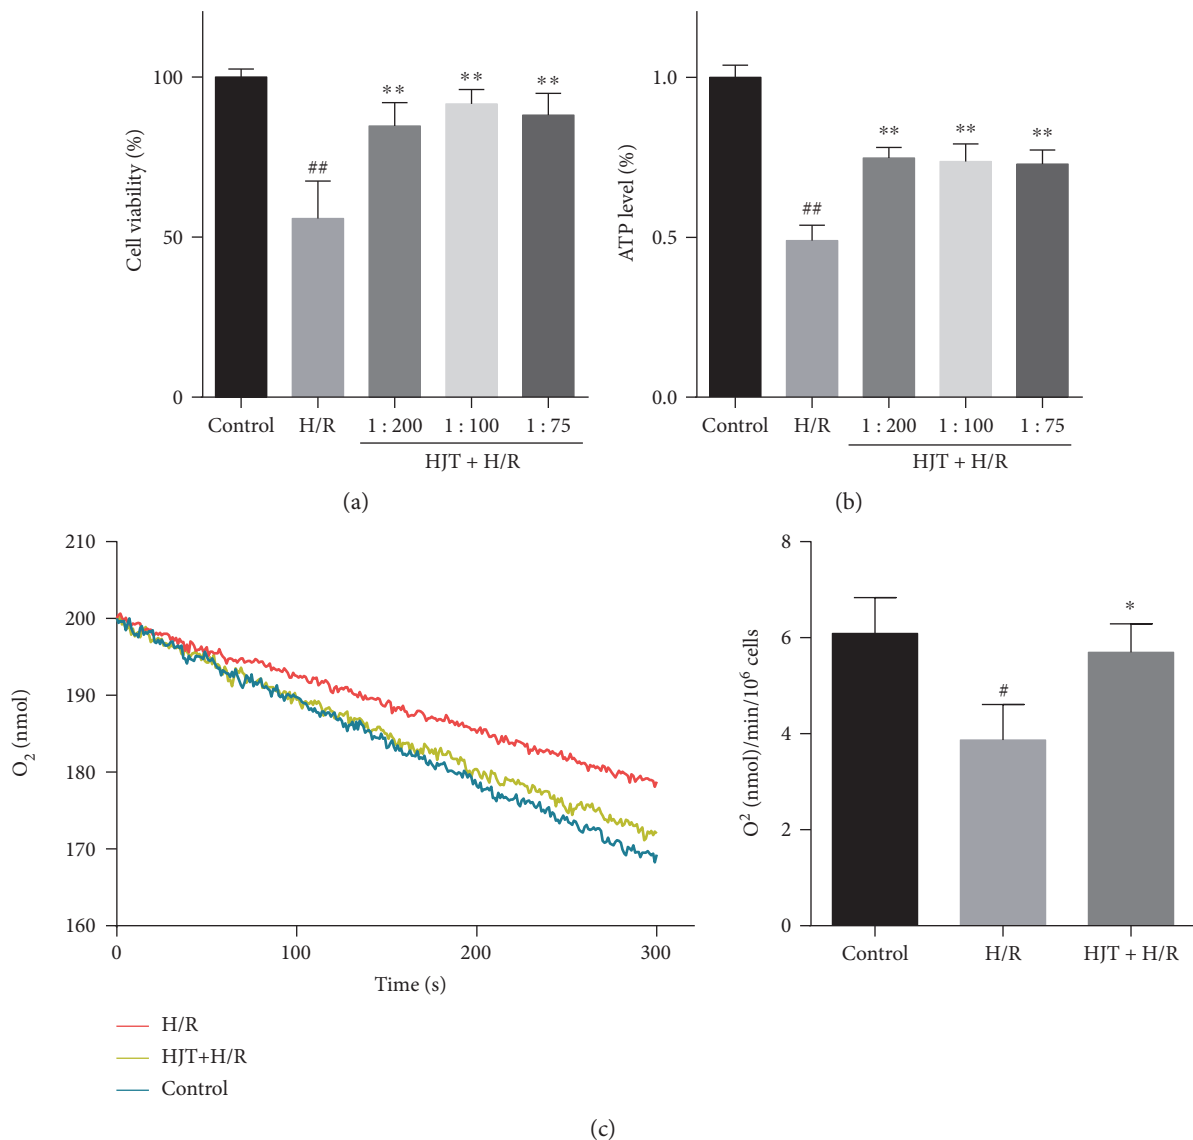 Cell viability (%)
100
50
0
##
**
**
**
Control
H/R
1 : 200
1 : 100
1 : 75
HJT + H/R
(a)
ATP level (%)
1.0
0.5
0.0
##
**
**
**
Control
H/R
1 : 200
1 : 100
1 : 75
HJT + H/R
(b)
O₂ (nmol)
210
200
190
180
170
160
0
100
200
300
Time (s)
H/R
HJT+H/R
Control
O² (nmol)/min/10⁶ cells
8
6
4
2
0
#
*
Control
H/R
HJT + H/R
(c)